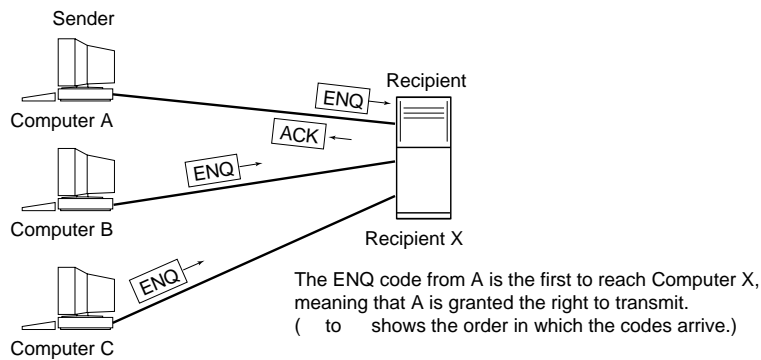 Sender
Recipient
ENQ
Computer A
ACK
ENQ
Computer B
Recipient X
ENQ
The ENQ code from A is the first to reach Computer X,
meaning that A is granted the right to transmit.
( to shows the order in which the codes arrive.)
Computer C